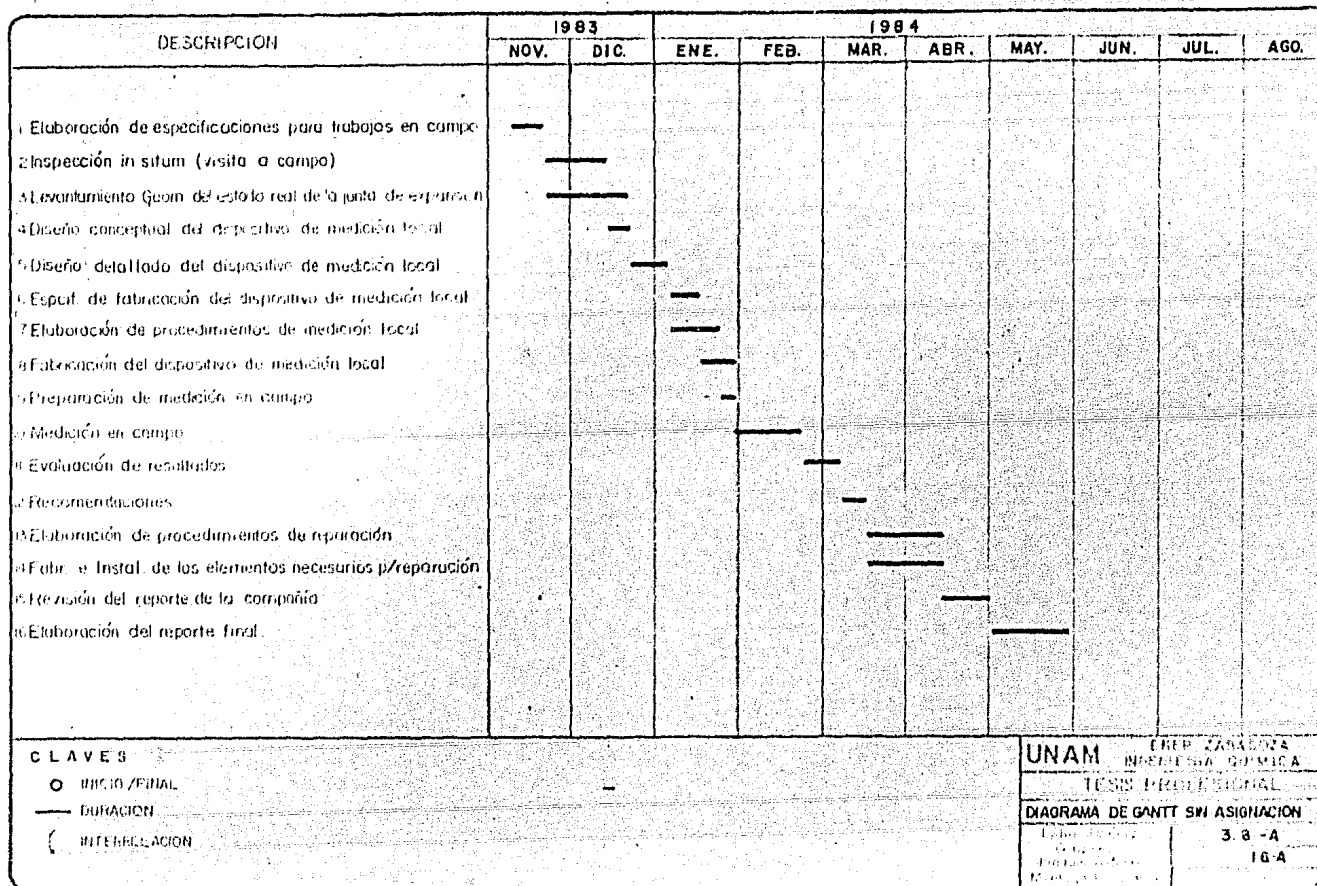 DESCRIPCION
1983
1984
NOV. DIC. ENE. FEB. MAR. ABR. MAY. JUN. JUL. AGO.
1 Elaboración de especificaciones para trabajos en campo
2 Inspección in situm (visita a campo)
3 Levantamiento Geom del estado real de la junta de expansión
4 Diseño conceptual del dispositivo de medición local
5 Diseño detallado del dispositivo de medición local
6 Espcif. de fabricación del dispositivo de medición local
7 Elaboración de procedimientos de medición local
8 Fabricación del dispositivo de medición local
9 Preparación de medición en campo
Medición en campo
11 Evaluación de resultados
12 Recomendaciones
13 Elaboración de procedimientos de reparación
14 Fabr. e Instal. de los elementos necesarios p/reparación
15 Revisión del reporte de la compañía
16 Elaboración del reporte final.
CLAVES
INICIO/FINAL
DURACION
INTERRELACION
UNAM ENEP ZARAGOZA
INGENIERIA QUIMICA
TESIS PROFESIONAL
DIAGRAMA DE GANTT SIN ASIGNACION
3.8-A
16-A